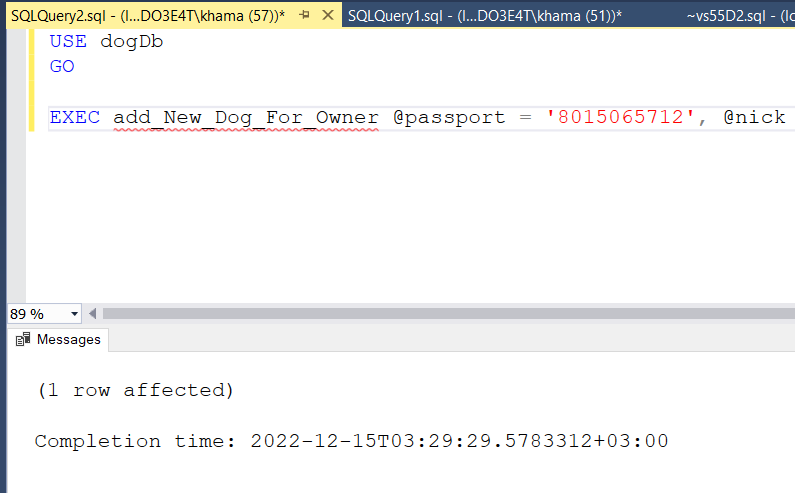 SQLQuery2.sql - (l...DO3E4T\khama (57))* SQLQuery1.sql - (l...DO3E4T\khama (51))* ~vs55D2.sql - (lo
USE dogDb
GO
EXEC add_New_Dog_For_Owner @passport = '8015065712', @nick
89 %
Messages
(1 row affected)
Completion time: 2022-12-15T03:29:29.5783312+03:00